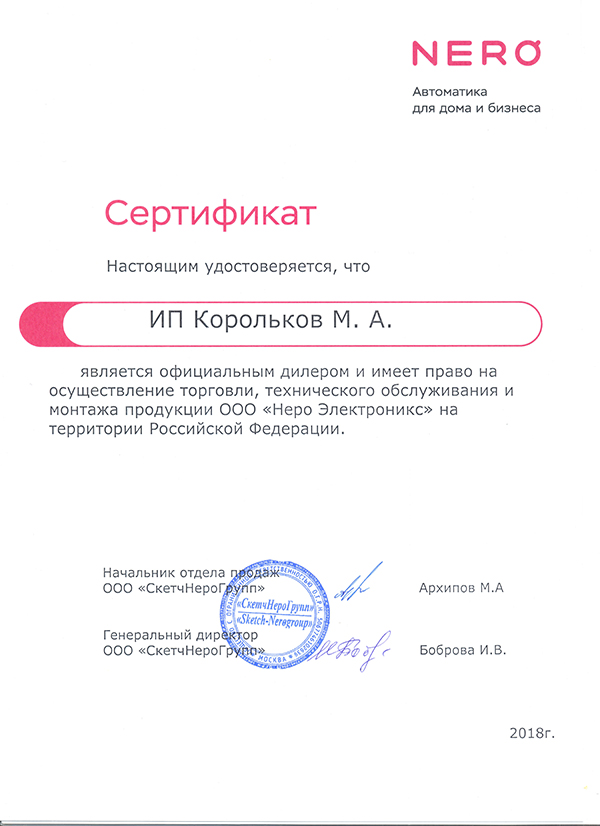 NERO
Автоматика
для дома и бизнеса
Сертификат
Настоящим удостоверяется, что
ИП Корольков М. А.
является официальным дилером и имеет право на
осуществление торговли, технического обслуживания и
монтажа продукции ООО «Неро Электроникс» на
территории Российской Федерации.
Начальник отдела продаж
ООО «СкетчНероГрупп»
Архипов М.А
«СкетчНероГрупп»
«Sketch-Nerogroup»
МОСКВА
Генеральный директор
ООО «СкетчНероГрупп»
Боброва И.В.
2018г.